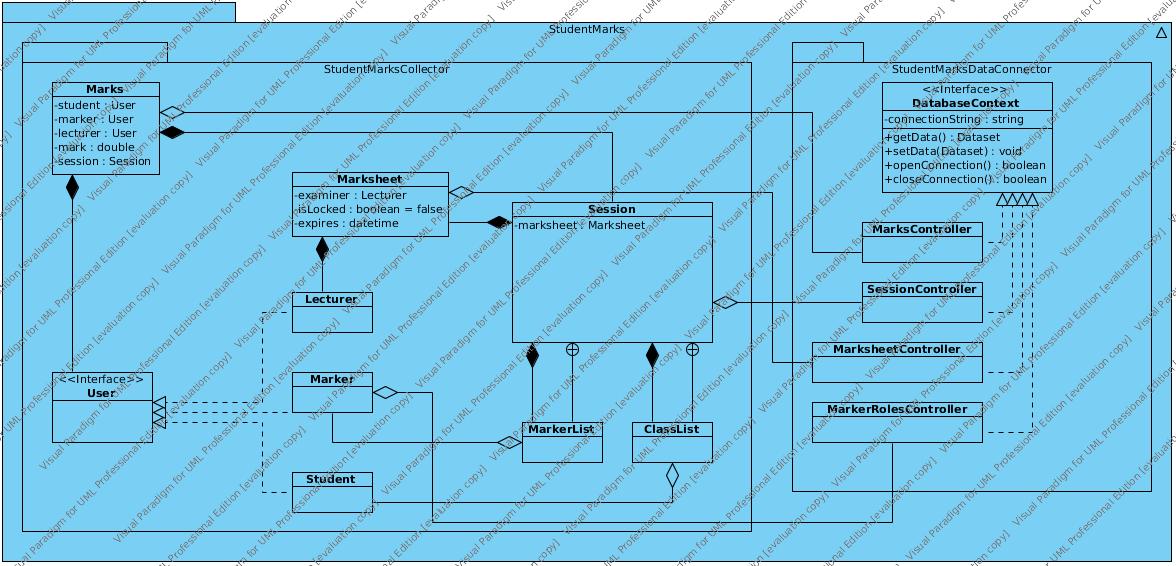 StudentMarks
StudentMarksCollector
StudentMarksDataConnector
Marks
-student : User
-marker : User
-lecturer : User
-mark : double
-session : Session
<<Interface>>
DatabaseContext
-connectionString : string
+getData() : Dataset
+setData(Dataset) : void
+openConnection() : boolean
+closeConnection() : boolean
Marksheet
-examiner : Lecturer
-isLocked : boolean = false
-expires : datetime
Session
-marksheet : Marksheet
MarksController
SessionController
Lecturer
MarksheetController
<<Interface>>
User
Marker
MarkerRolesController
MarkerList
ClassList
Student
Visual Paradigm for UML Professional Edition [evaluation copy]